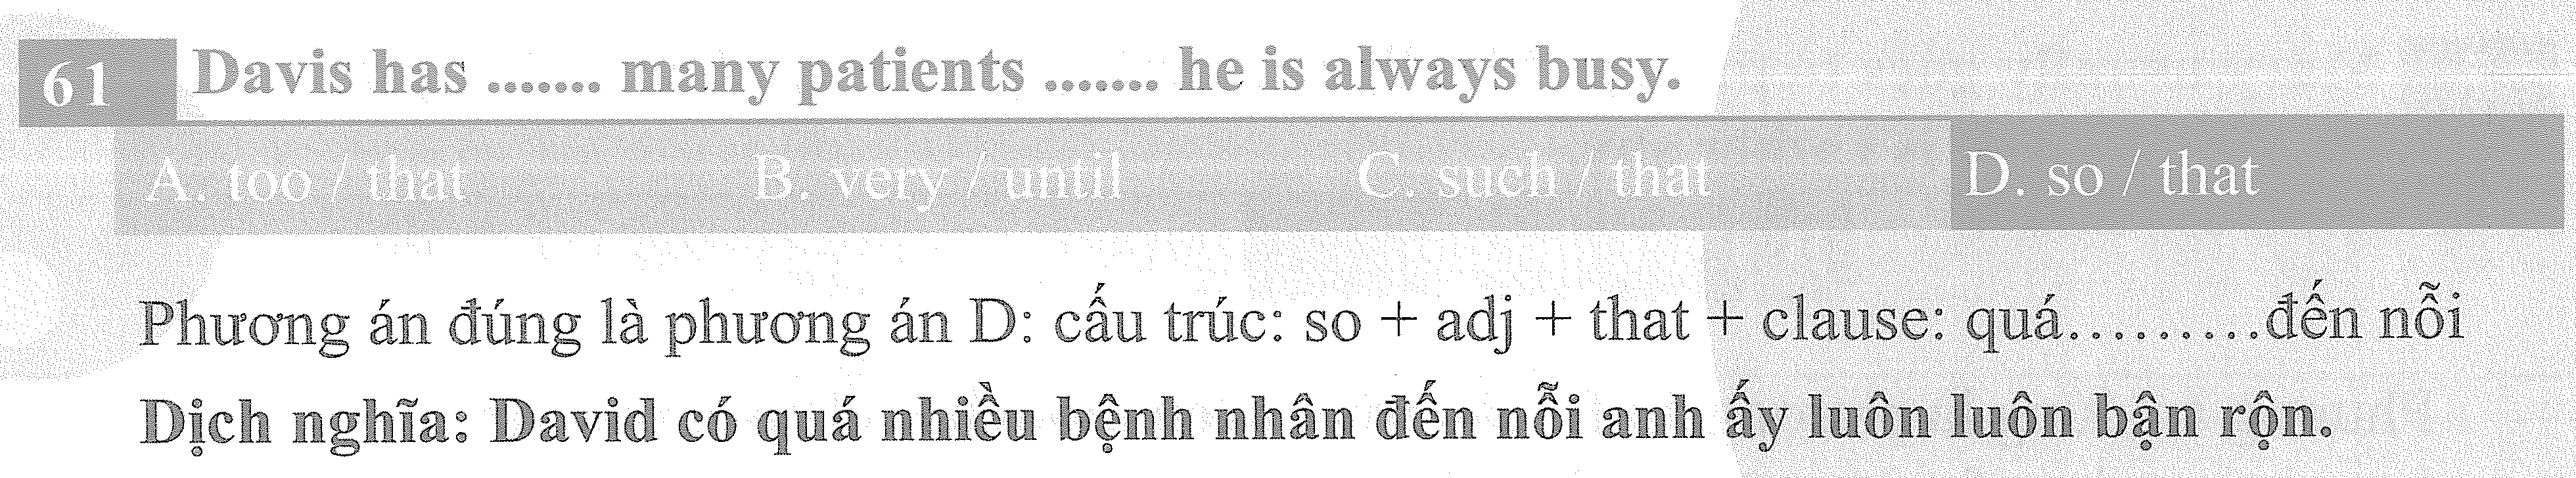 61 Davis has ....... many patients ....... he is always busy.
A. too / that B. very / until C. such / that D. so / that
Phương án đúng là phương án D: cấu trúc: so + adj + that + clause: quá.........đến nỗi
Dịch nghĩa: David có quá nhiều bệnh nhân đến nỗi anh ấy luôn luôn bận rộn.